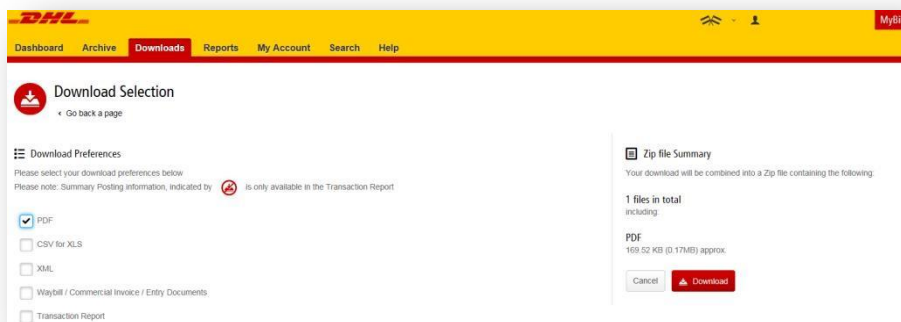 DHL
MyBi
Dashboard Archive Downloads Reports My Account Search Help
Download Selection
‹ Go back a page
Download Preferences
Please select your download preferences below
Please note: Summary Posting information, indicated by is only available in the Transaction Report
PDF
CSV for XLS
XML
Waybill / Commercial Invoice / Entry Documents
Transaction Report
Zip file Summary
Your download will be combined into a Zip file containing the following:
1 files in total
including:
PDF
169.52 KB (0.17MB) approx.
Cancel Download